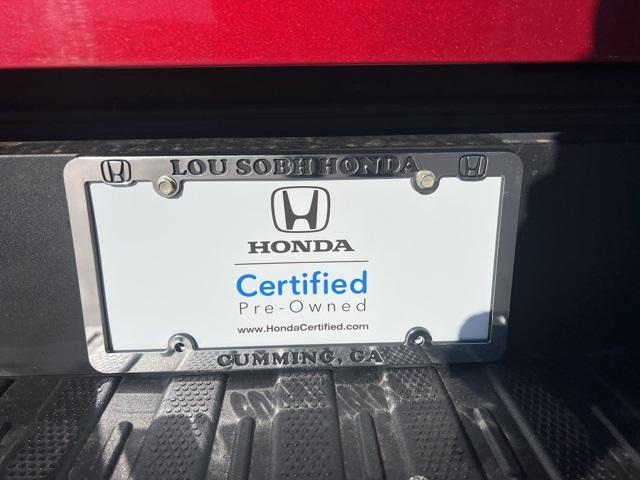 LOU SOBH HONDA
HONDA
Certified
Pre-Owned
www.HondaCertified.com
CUMMING, GA